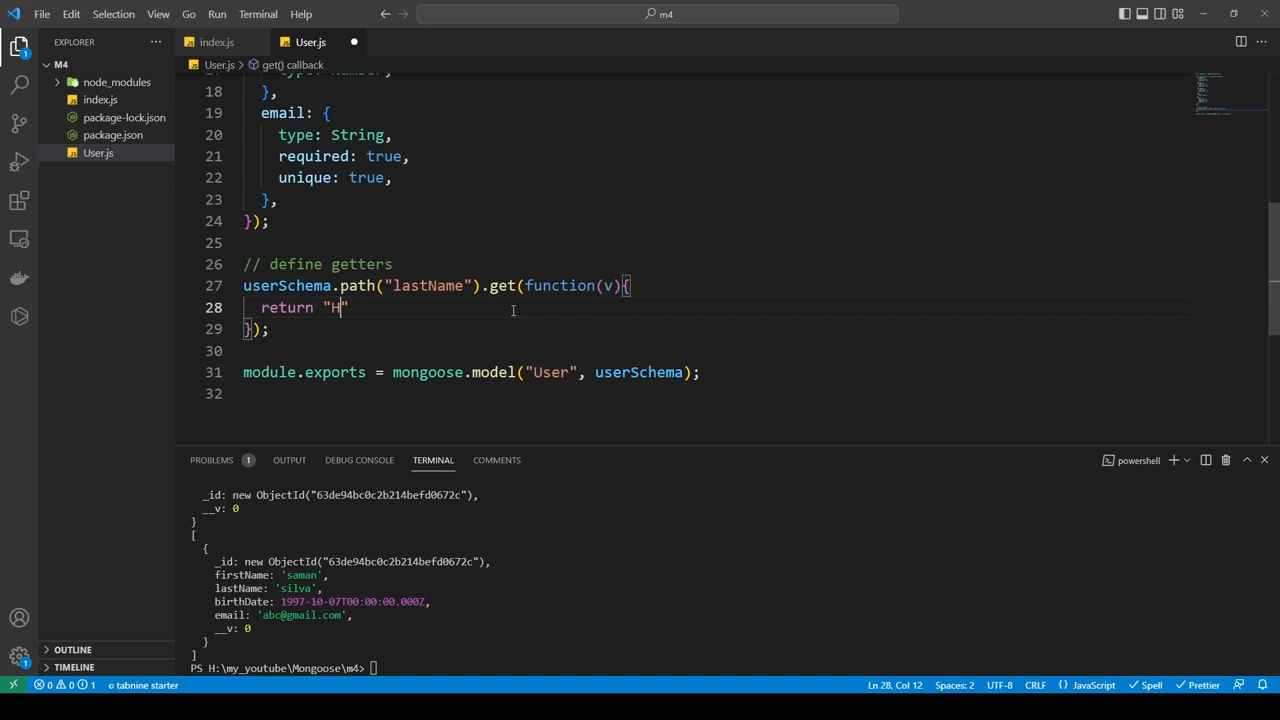 File Edit Selection View Go Run Terminal Help
m4
EXPLORER
index.js
User.js
User.js > get() callback
M4
node_modules
index.js
package-lock.json
package.json
User.js
18 },
19 email: {
20 type: String,
21 required: true,
22 unique: true,
23 },
24 });
25
26 // define getters
27 userSchema.path("lastName").get(function(v){
28 return "H"
29 });
30
31 module.exports = mongoose.model("User", userSchema);
32
PROBLEMS 1 OUTPUT DEBUG CONSOLE TERMINAL COMMENTS
powershell
_id: new ObjectId("63de94bc0c2b214befd0672c"),
__v: 0
}
[
{
_id: new ObjectId("63de94bc0c2b214befd0672c"),
firstName: 'saman',
lastName: 'silva',
birthDate: 1997-10-07T00:00:00.000Z,
email: 'abc@gmail.com',
__v: 0
}
]
PS H:\my_youtube\Mongoose\m4>
OUTLINE
TIMELINE
1
1
0 0 1 tabnine starter
Ln 28, Col 12 Spaces: 2 UTF-8 CRLF {} JavaScript Spell Prettier